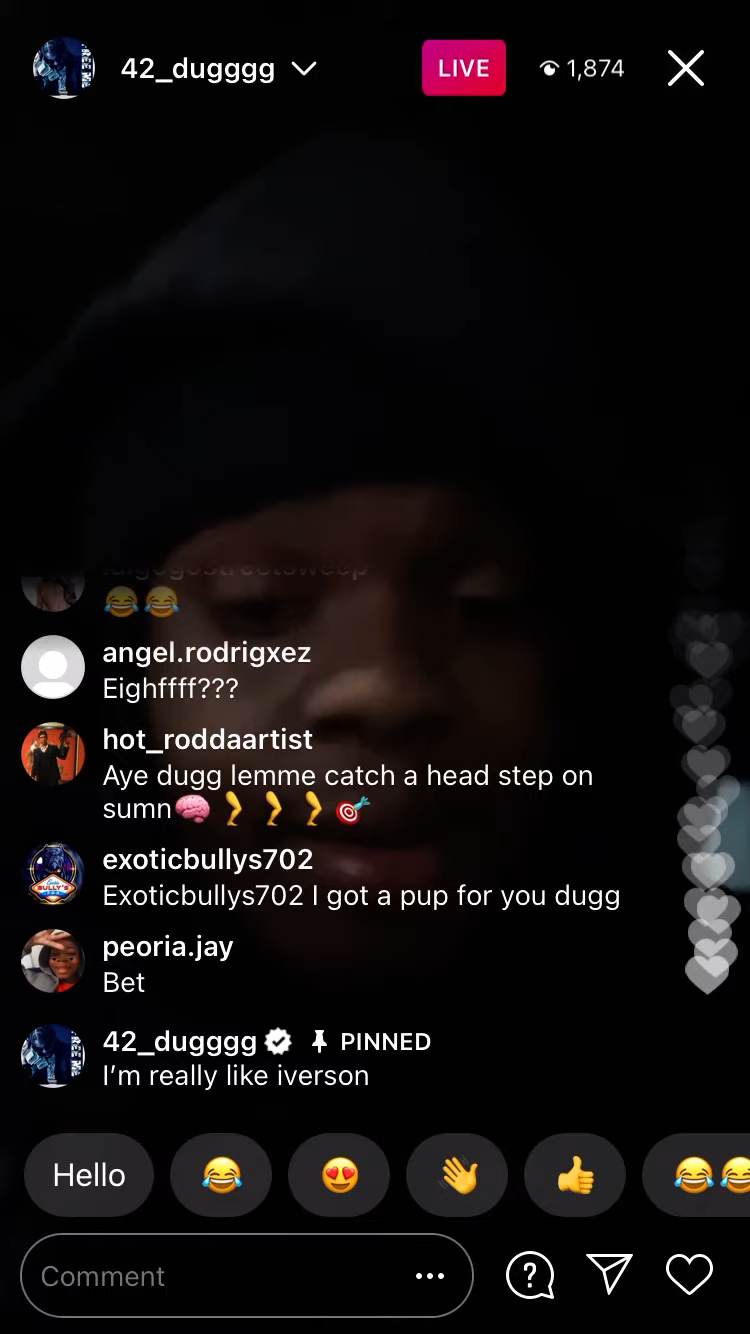 42_dugggg
LIVE
1,874
😂😂
angel.rodrigxez
Eighffff???
hot_roddaartist
Aye dugg lemme catch a head step on
sumn🧠🦵🦵🦵🎯
exoticbullys702
Exoticbullys702 I got a pup for you dugg
peoria.jay
Bet
42_dugggg PINNED
I’m really like iverson
Hello 😂 😍 👋 👍 😂😂
Comment